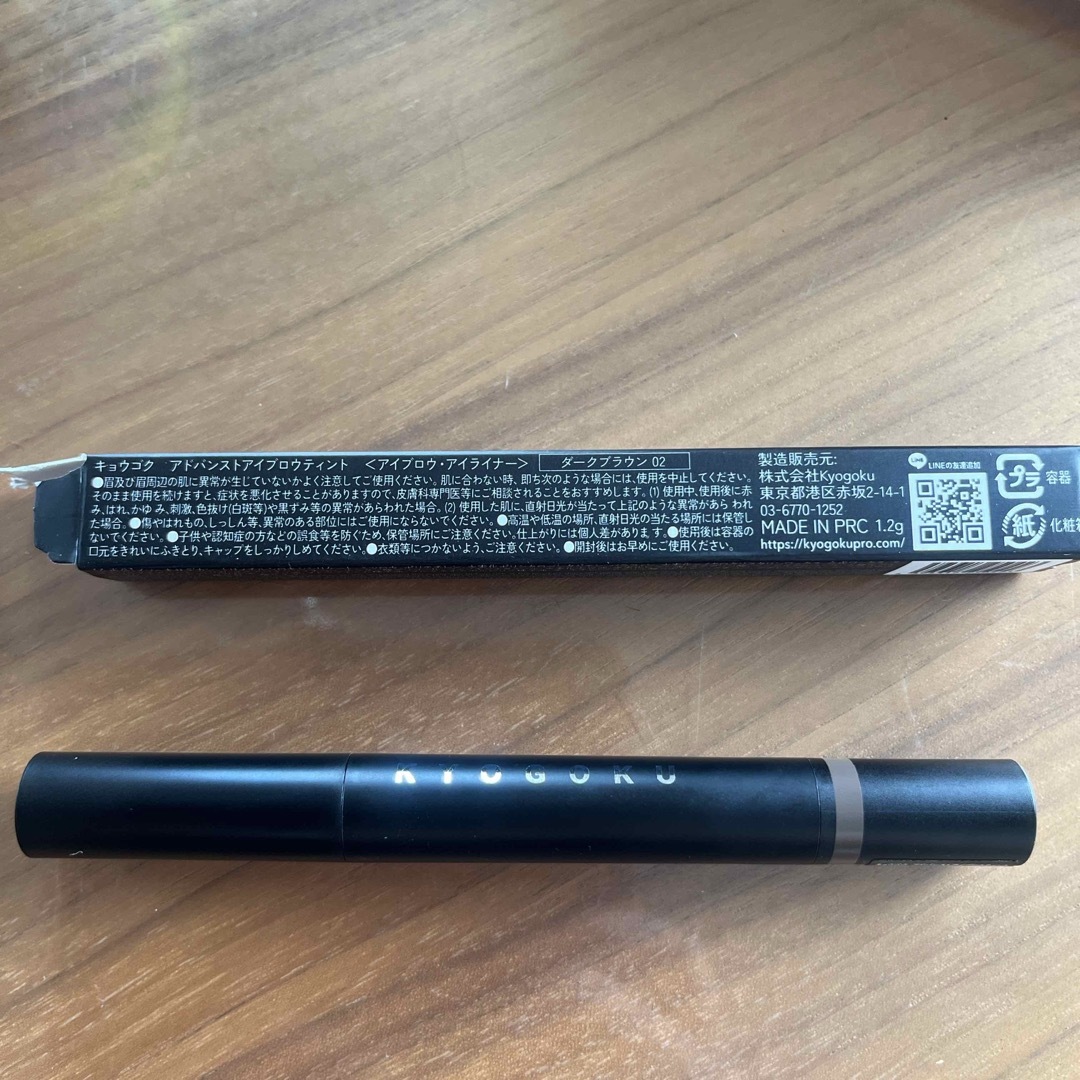 キョウゴク アドバンストアイブロウティント <アイブロウ・アイライナー> ダークブラウン 02
●眉及び眉周辺の肌に異常が生じていないかよく注意してご使用ください。肌に合わない時、即ち次のような場合には、使用を中止してください。
そのまま使用を続けますと、症状を悪化させることがありますので、皮膚科専門医等にご相談されることをおすすめします。(1) 使用中、使用後に赤
み、はれ、かゆ み、刺激、色抜け(白斑等)や黒ずみ等の異常があらわれた場合。(2) 使用した肌に、直射日光が当たって上記のような異常があら われ
た場合。●傷やはれもの、しっしん等、異常のある部位にはご使用にならないでください。●高温や低温の場所、直射日光の当たる場所には保管し
ないでください。●子供や認知症の方などの誤食等を防ぐため、保管場所にご注意ください。仕上がりには個人差があります。●使用後は容器の
口元をきれいにふきとり、キャップをしっかりしめてください。●衣類等につかないよう、ご注意ください。●開封後はお早めにご使用ください。
製造販売元:
株式会社Kyogoku
東京都港区赤坂2-14-1
03-6770-1252
MADE IN PRC 1.2g
https://kyogokupro.com/
LINE
LINEの友達追加
プラ 容器
紙 化粧
KYOGOKU